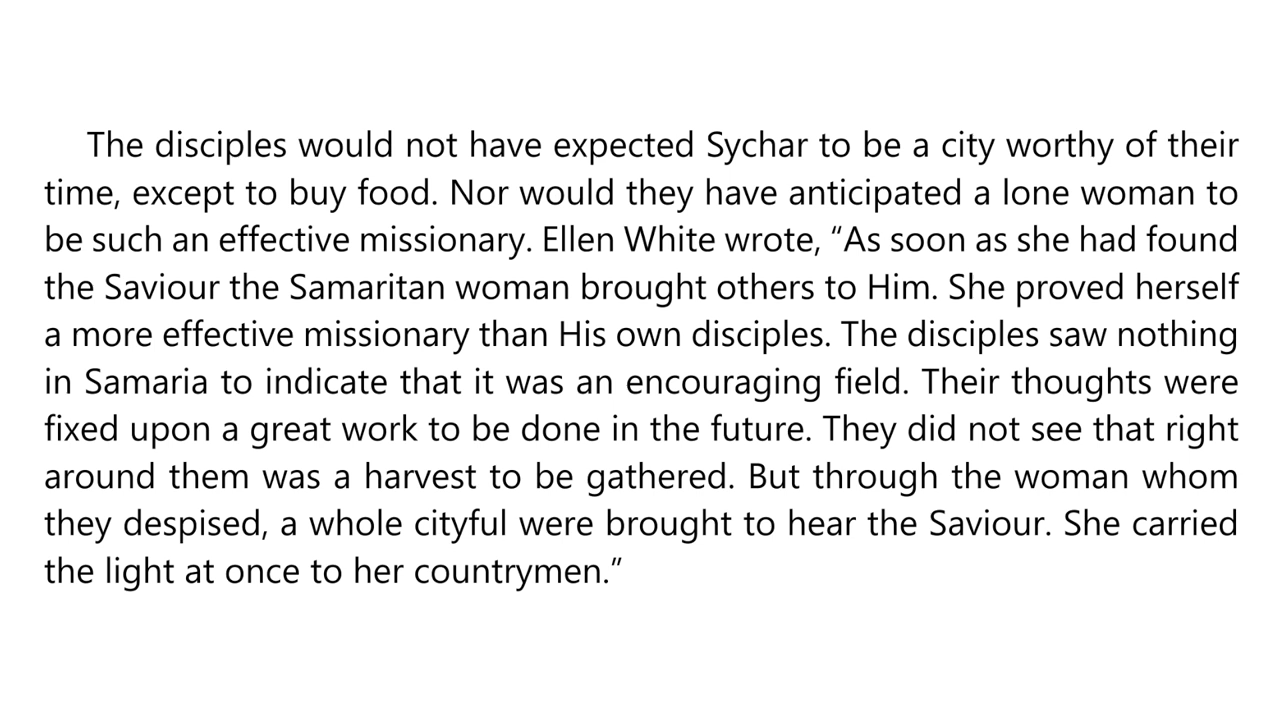 The disciples would not have expected Sychar to be a city worthy of their
time, except to buy food. Nor would they have anticipated a lone woman to
be such an effective missionary. Ellen White wrote, “As soon as she had found
the Saviour the Samaritan woman brought others to Him. She proved herself
a more effective missionary than His own disciples. The disciples saw nothing
in Samaria to indicate that it was an encouraging field. Their thoughts were
fixed upon a great work to be done in the future. They did not see that right
around them was a harvest to be gathered. But through the woman whom
they despised, a whole cityful were brought to hear the Saviour. She carried
the light at once to her countrymen.”